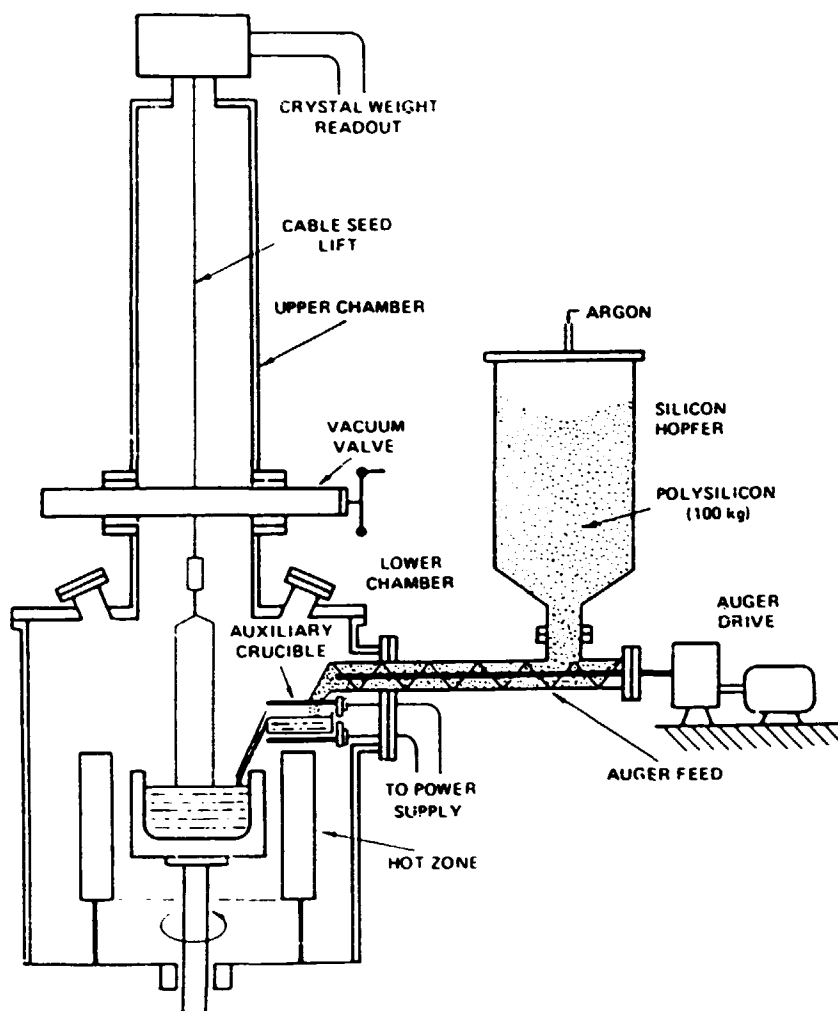 CRYSTAL WEIGHT
READOUT
CABLE SEED
LIFT
UPPER CHAMBER
ARGON
SILICON
HOPFER
VACUUM
VALVE
POLYSILICON
(100 kg)
LOWER
CHAMBER
AUGER
DRIVE
AUXILIARY
CRUCIBLE
TO POWER
SUPPLY
AUGER FEED
HOT ZONE